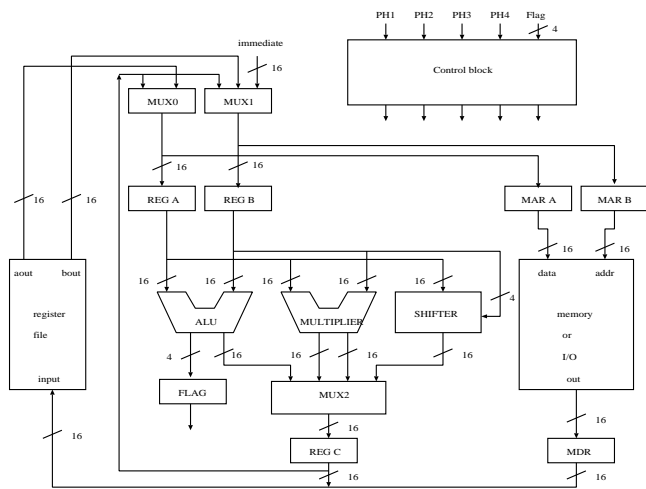 PH1 PH2 PH3 PH4 Flag
4
immediate
16
Control block
MUX0 MUX1
16 16 16 16
16 16
REG A REG B MAR A MAR B
16 16
aout bout data addr
16 16 16 16 16
4
register
file
ALU MULTIPLIER SHIFTER
memory
or
I/O
4 16 16 16 16
input out
FLAG MUX2
16 16
16
REG C MDR
16 16